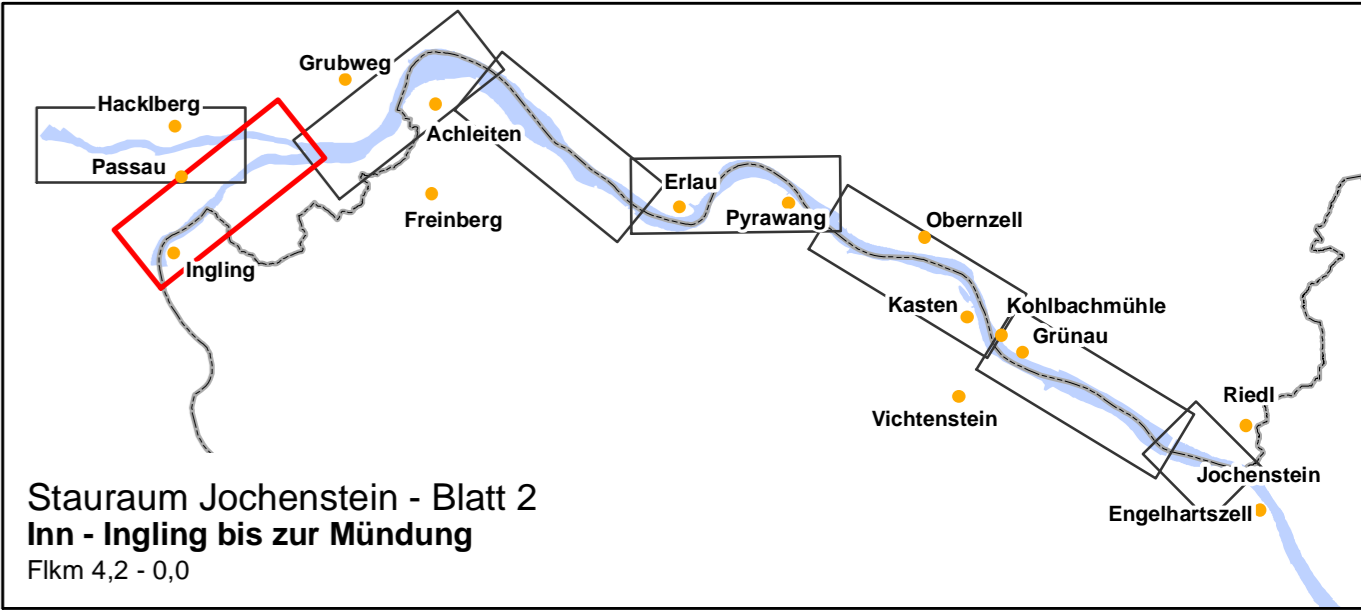 Grubweg
Hacklberg
Achleiten
Passau
Erlau
Freinberg
Pyrawang
Obernzell
Ingling
Kasten
Kohlbachmühle
Grünau
Riedl
Vichtenstein
Jochenstein
Engelhartszell
Stauraum Jochenstein - Blatt 2
Inn - Ingling bis zur Mündung
Flkm 4,2 - 0,0